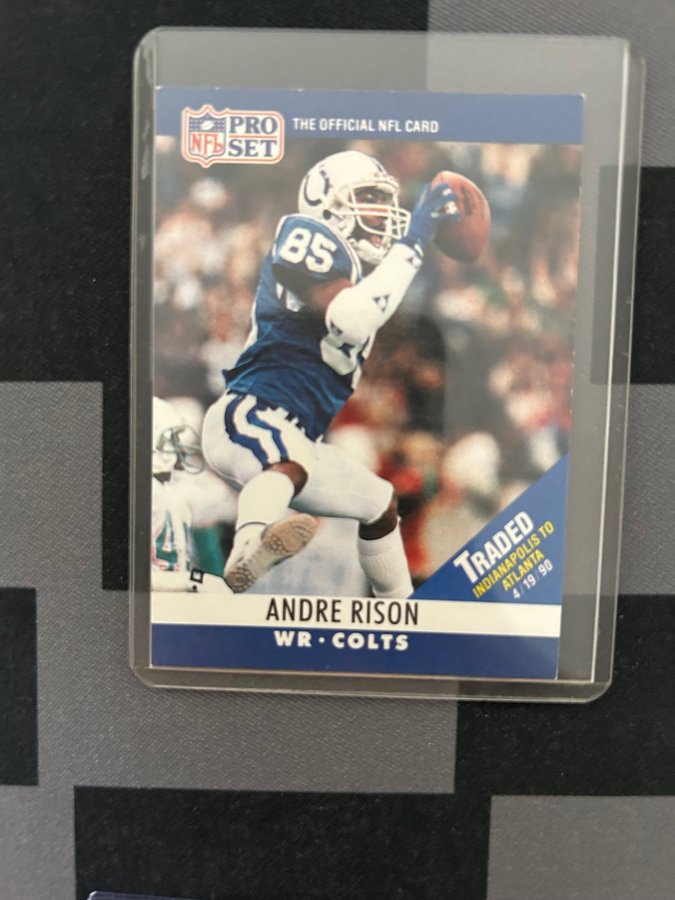 NFL PRO SET
THE OFFICIAL NFL CARD
85
TRADED
INDIANAPOLIS TO
ATLANTA
4/19/90
ANDRE RISON
WR · COLTS